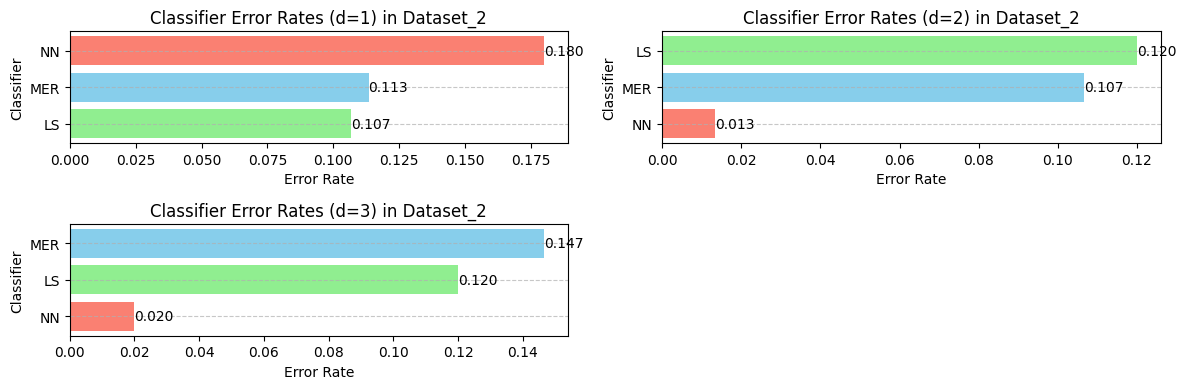 Classifier Error Rates (d=1) in Dataset_2
Classifier
NN
MER
LS
0.180
0.113
0.107
0.000 0.025 0.050 0.075 0.100 0.125 0.150 0.175
Error Rate
Classifier Error Rates (d=2) in Dataset_2
Classifier
LS
MER
NN
0.120
0.107
0.013
0.00 0.02 0.04 0.06 0.08 0.10 0.12
Error Rate
Classifier Error Rates (d=3) in Dataset_2
Classifier
MER
LS
NN
0.147
0.120
0.020
0.00 0.02 0.04 0.06 0.08 0.10 0.12 0.14
Error Rate